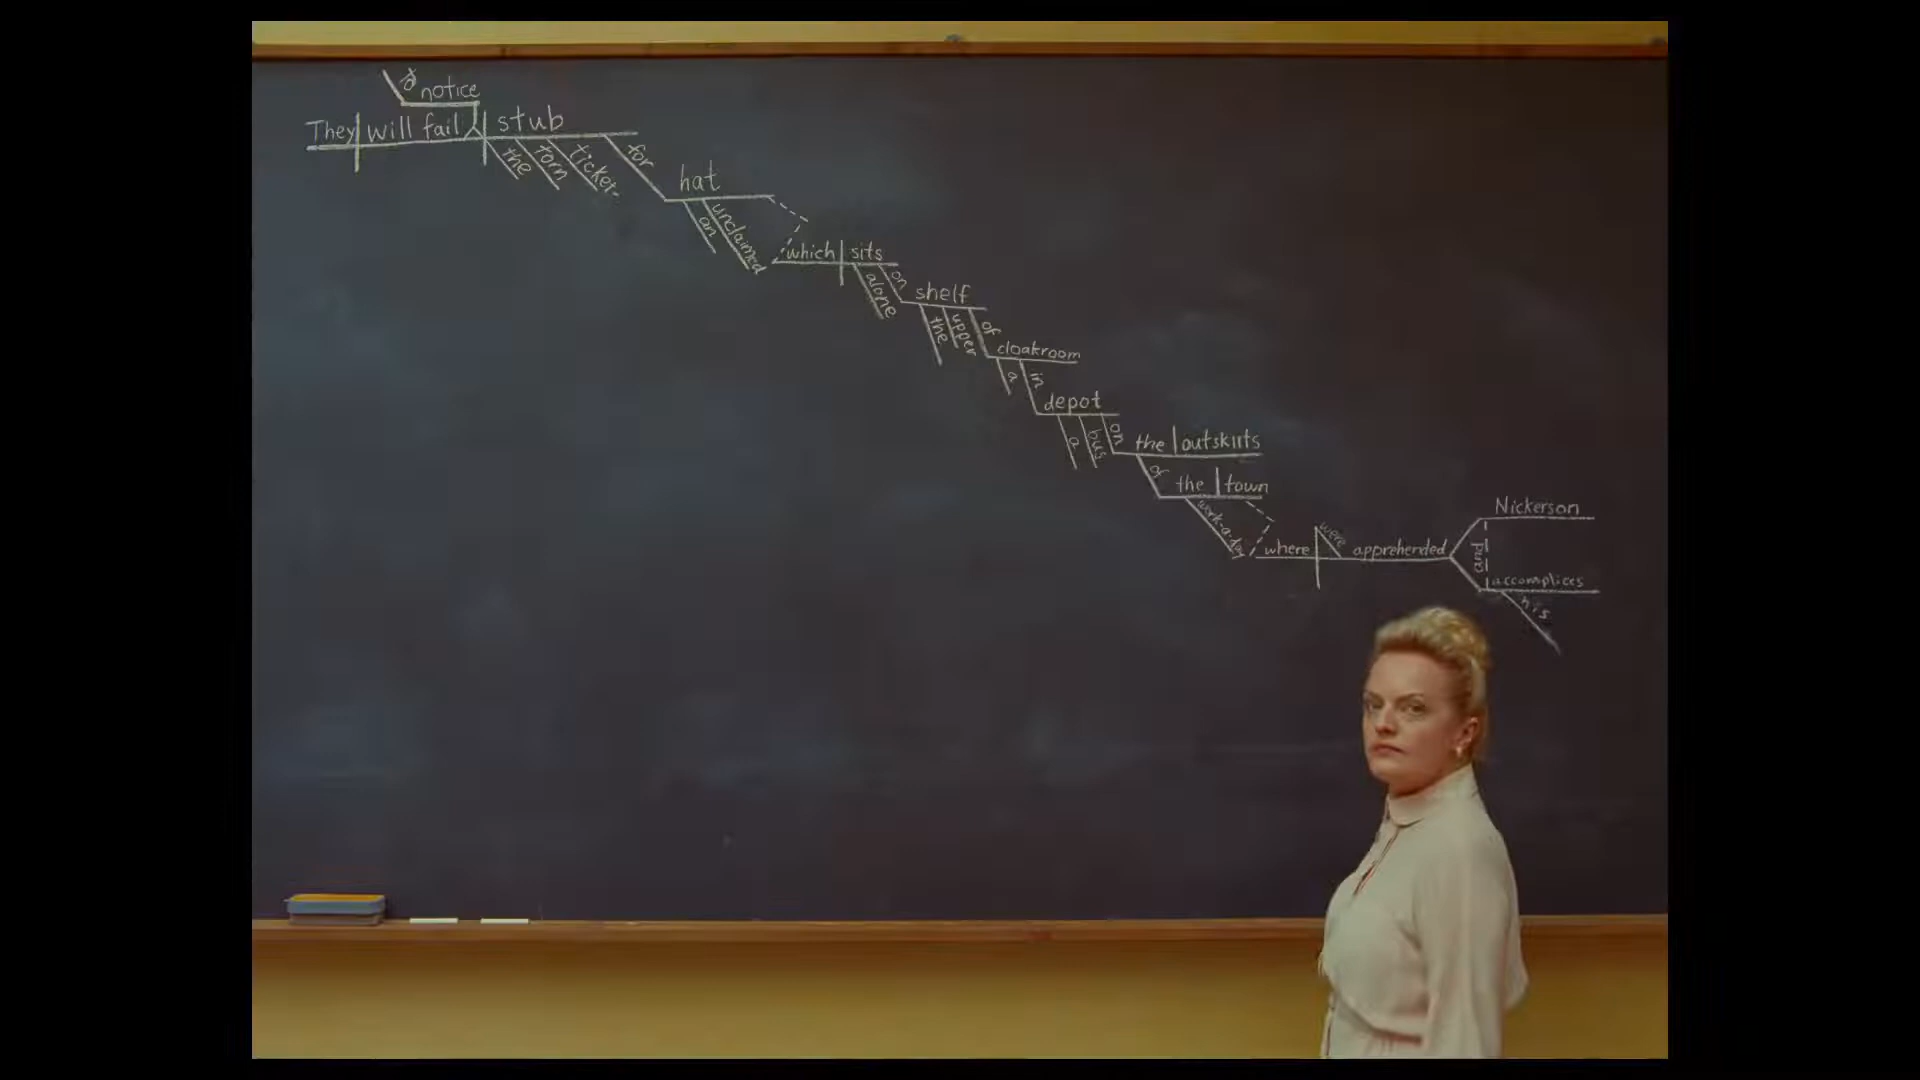 to notice
They will fail stub
the torn ticket-
for
hat
an unclaimed
which sits
alone on
shelf
the upper of
cloakroom
a in
depot
a bus on
the outskirts
of the town
work-a-day
where were apprehended
Nickerson
and
accomplices
his